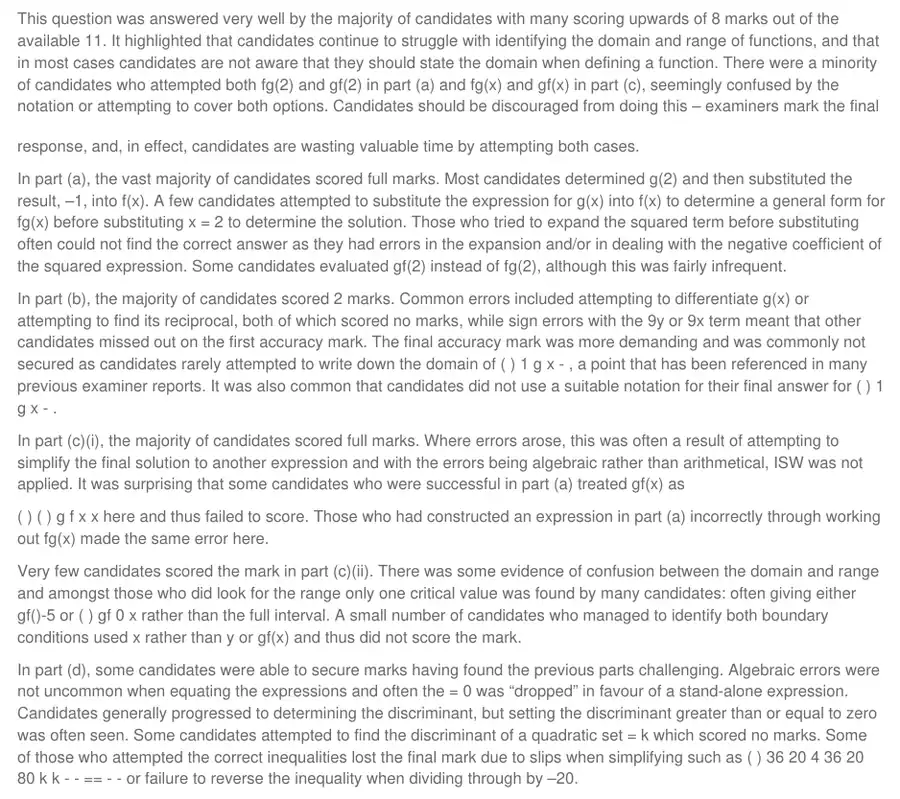 This question was answered very well by the majority of candidates with many scoring upwards of 8 marks out of the
available 11. It highlighted that candidates continue to struggle with identifying the domain and range of functions, and that
in most cases candidates are not aware that they should state the domain when defining a function. There were a minority
of candidates who attempted both fg(2) and gf(2) in part (a) and fg(x) and gf(x) in part (c), seemingly confused by the
notation or attempting to cover both options. Candidates should be discouraged from doing this – examiners mark the final
response, and, in effect, candidates are wasting valuable time by attempting both cases.
In part (a), the vast majority of candidates scored full marks. Most candidates determined g(2) and then substituted the
result, –1, into f(x). A few candidates attempted to substitute the expression for g(x) into f(x) to determine a general form for
fg(x) before substituting x = 2 to determine the solution. Those who tried to expand the squared term before substituting
often could not find the correct answer as they had errors in the expansion and/or in dealing with the negative coefficient of
the squared expression. Some candidates evaluated gf(2) instead of fg(2), although this was fairly infrequent.
In part (b), the majority of candidates scored 2 marks. Common errors included attempting to differentiate g(x) or
attempting to find its reciprocal, both of which scored no marks, while sign errors with the 9y or 9x term meant that other
candidates missed out on the first accuracy mark. The final accuracy mark was more demanding and was commonly not
secured as candidates rarely attempted to write down the domain of ( ) 1 g x - , a point that has been referenced in many
previous examiner reports. It was also common that candidates did not use a suitable notation for their final answer for ( ) 1
g x - .
In part (c)(i), the majority of candidates scored full marks. Where errors arose, this was often a result of attempting to
simplify the final solution to another expression and with the errors being algebraic rather than arithmetical, ISW was not
applied. It was surprising that some candidates who were successful in part (a) treated gf(x) as
( ) ( ) g f x x here and thus failed to score. Those who had constructed an expression in part (a) incorrectly through working
out fg(x) made the same error here.
Very few candidates scored the mark in part (c)(ii). There was some evidence of confusion between the domain and range
and amongst those who did look for the range only one critical value was found by many candidates: often giving either
gf()-5 or ( ) gf 0 x rather than the full interval. A small number of candidates who managed to identify both boundary
conditions used x rather than y or gf(x) and thus did not score the mark.
In part (d), some candidates were able to secure marks having found the previous parts challenging. Algebraic errors were
not uncommon when equating the expressions and often the = 0 was “dropped” in favour of a stand-alone expression.
Candidates generally progressed to determining the discriminant, but setting the discriminant greater than or equal to zero
was often seen. Some candidates attempted to find the discriminant of a quadratic set = k which scored no marks. Some
of those who attempted the correct inequalities lost the final mark due to slips when simplifying such as ( ) 36 20 4 36 20
80 k k - - == - - or failure to reverse the inequality when dividing through by –20.